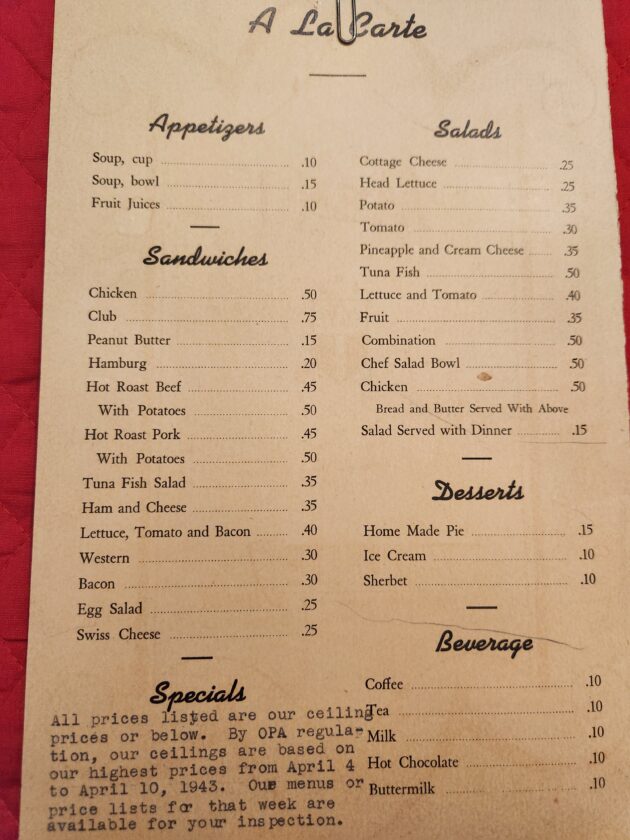 A La Carte
Appetizers
Soup, cup .10
Soup, bowl .15
Fruit Juices .10
Sandwiches
Chicken .50
Club .75
Peanut Butter .15
Hamburg .20
Hot Roast Beef .45
With Potatoes .50
Hot Roast Pork .45
With Potatoes .50
Tuna Fish Salad .35
Ham and Cheese .35
Lettuce, Tomato and Bacon .40
Western .30
Bacon .30
Egg Salad .25
Swiss Cheese .25
Specials
All prices listed are our ceiling
prices or below. By OPA regula-
tion, our ceilings are based on
our highest prices from April 4
to April 10, 1943. Our menus or
price lists for that week are
available for your inspection.
Salads
Cottage Cheese .25
Head Lettuce .25
Potato .35
Tomato .30
Pineapple and Cream Cheese .35
Tuna Fish .50
Lettuce and Tomato .40
Fruit .35
Combination .50
Chef Salad Bowl .50
Chicken .50
Bread and Butter Served With Above
Salad Served with Dinner .15
Desserts
Home Made Pie .15
Ice Cream .10
Sherbet .10
Beverage
Coffee .10
Tea .10
Milk .10
Hot Chocolate .10
Buttermilk .10